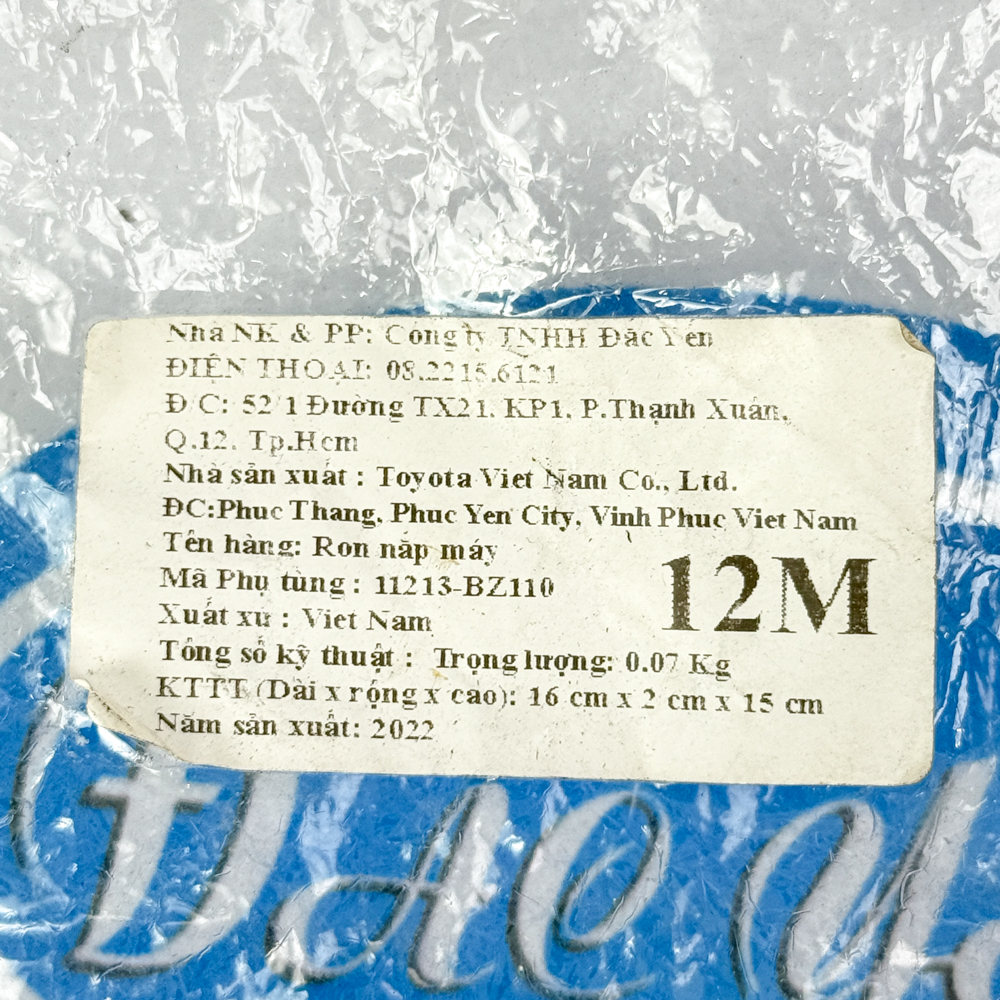 Nhà NK & PP: Công ty TNHH Đắc Yến
ĐIỆN THOẠI: 08.2215.6121
Đ/C: 52/1 Đường TX21, KP1, P.Thạnh Xuân,
Q.12, Tp.Hcm
Nhà sản xuất : Toyota Viet Nam Co., Ltd.
ĐC:Phuc Thang, Phuc Yen City, Vinh Phuc Viet Nam
Tên hàng: Ron nắp máy
Mã Phụ tùng : 11213-BZ110
12M
Xuất xứ : Viet Nam
Tổng số kỹ thuật : Trọng lượng: 0.07 Kg
KTTT (Dài x rộng x cao): 16 cm x 2 cm x 15 cm
Năm sản xuất: 2022
ĐẮC